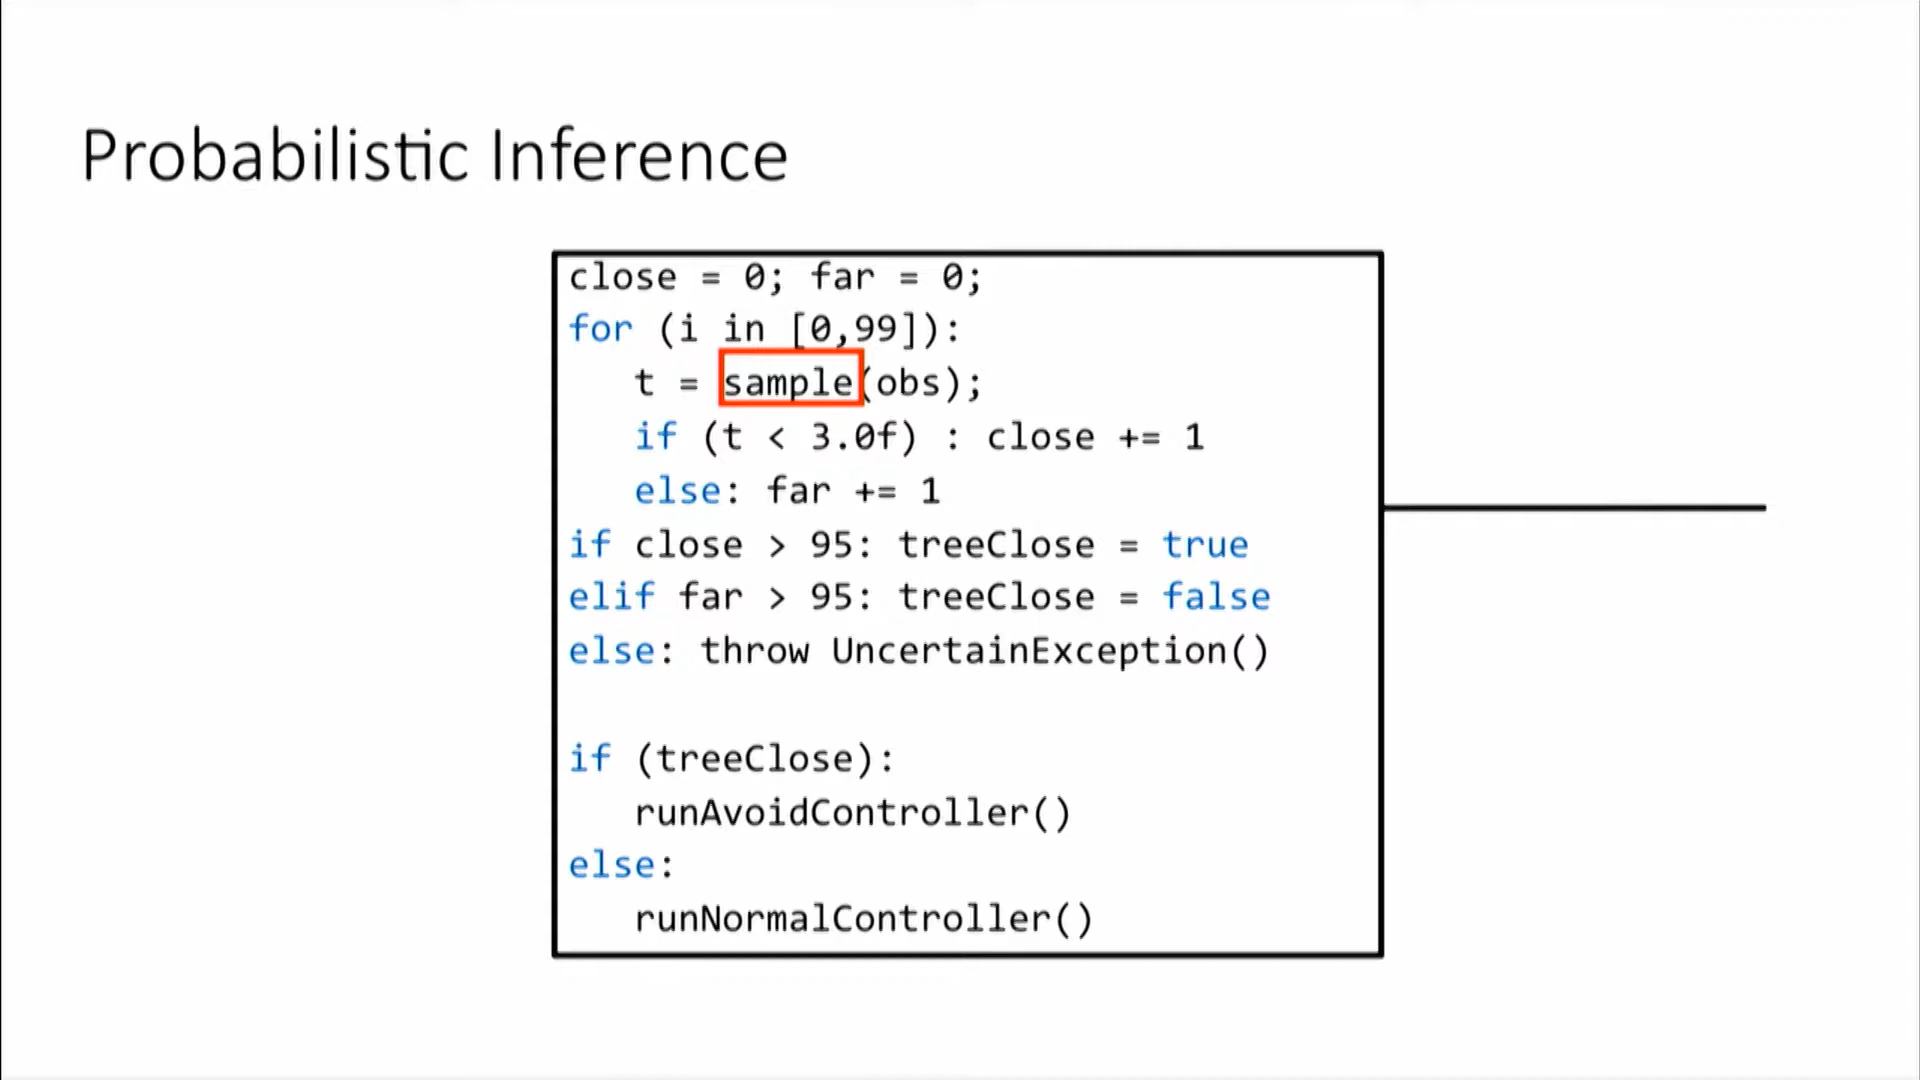 Probabilistic Inference
close = 0; far = 0;
for (i in [0,99]):
t = sample(obs);
if (t < 3.0f) : close += 1
else: far += 1
if close > 95: treeClose = true
elif far > 95: treeClose = false
else: throw UncertainException()
if (treeClose):
runAvoidController()
else:
runNormalController()